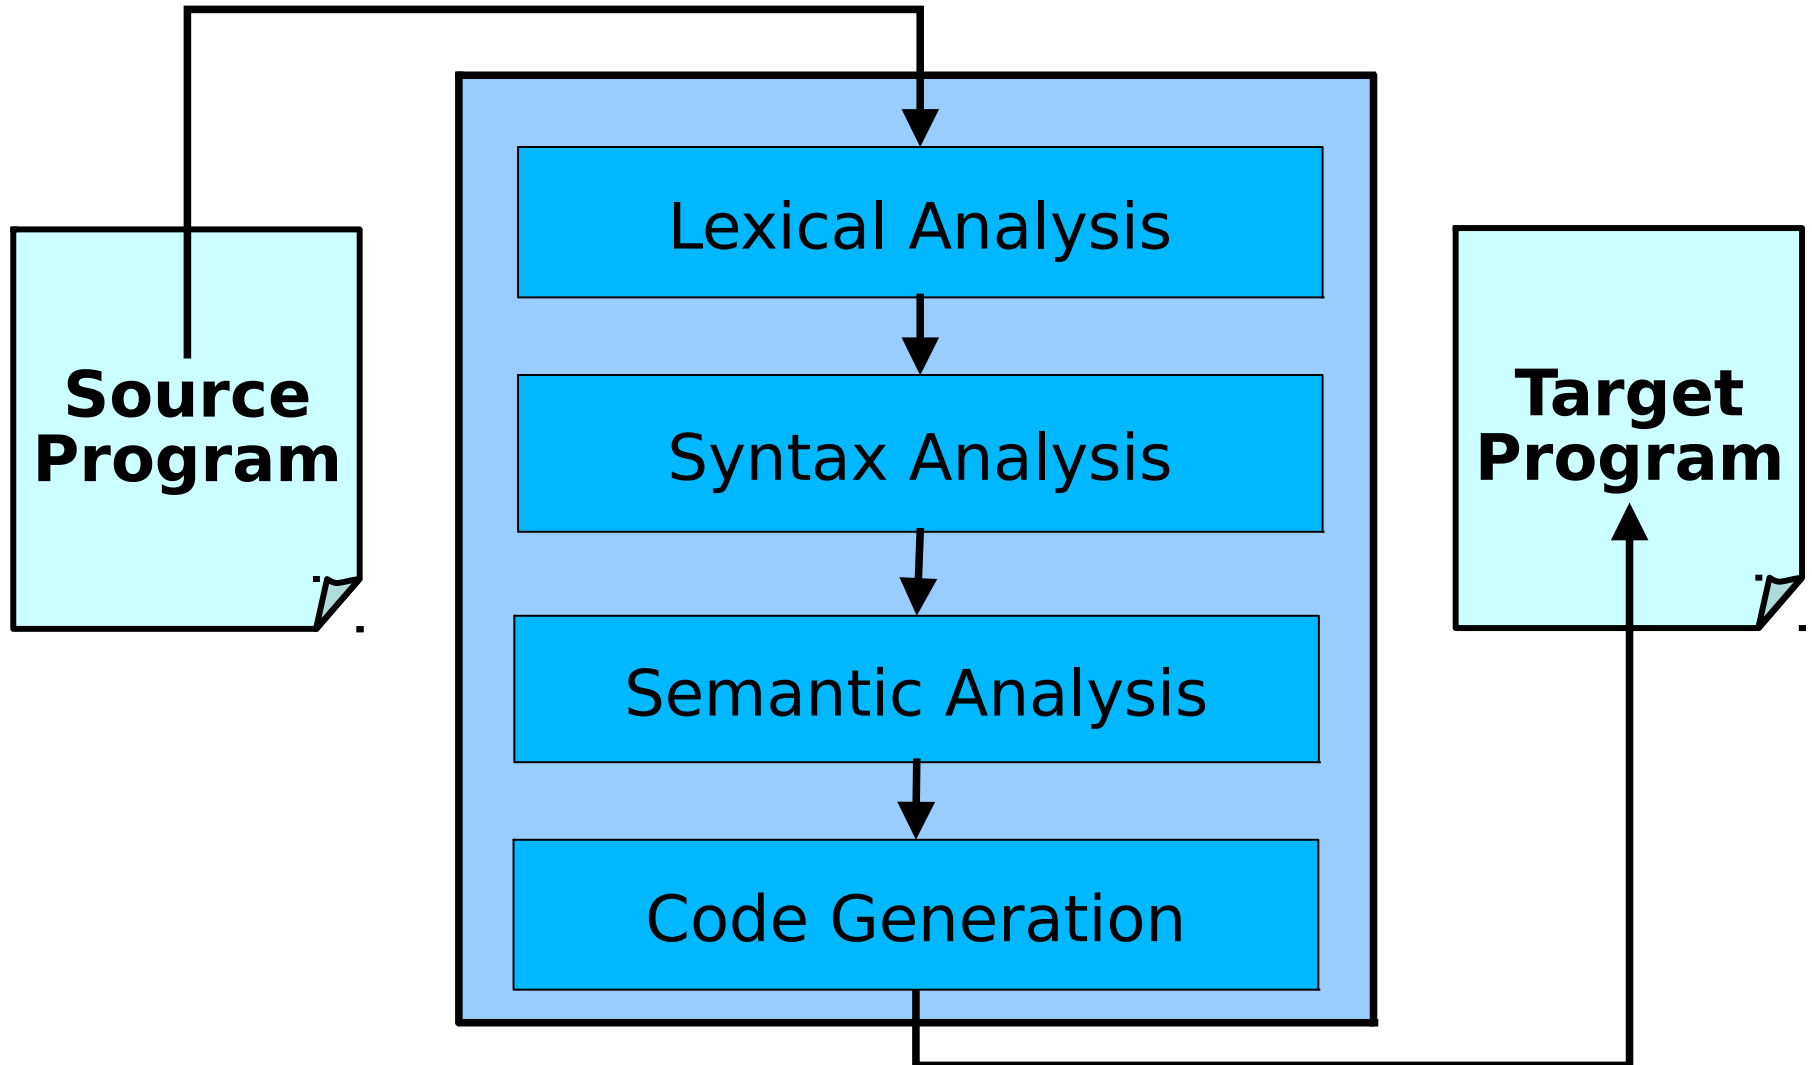 Source
Program
Lexical Analysis
Syntax Analysis
Semantic Analysis
Code Generation
Target
Program